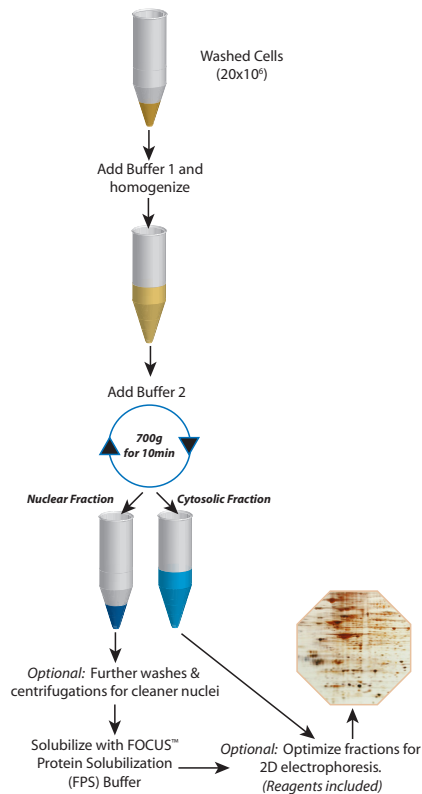 Washed Cells
(20x10⁶)
Add Buffer 1 and
homogenize
Add Buffer 2
700g
for 10min
Nuclear Fraction
Cytosolic Fraction
Optional: Further washes &
centrifugations for cleaner nuclei
Solubilize with FOCUS™
Protein Solubilization
(FPS) Buffer
Optional: Optimize fractions for
2D electrophoresis.
(Reagents included)